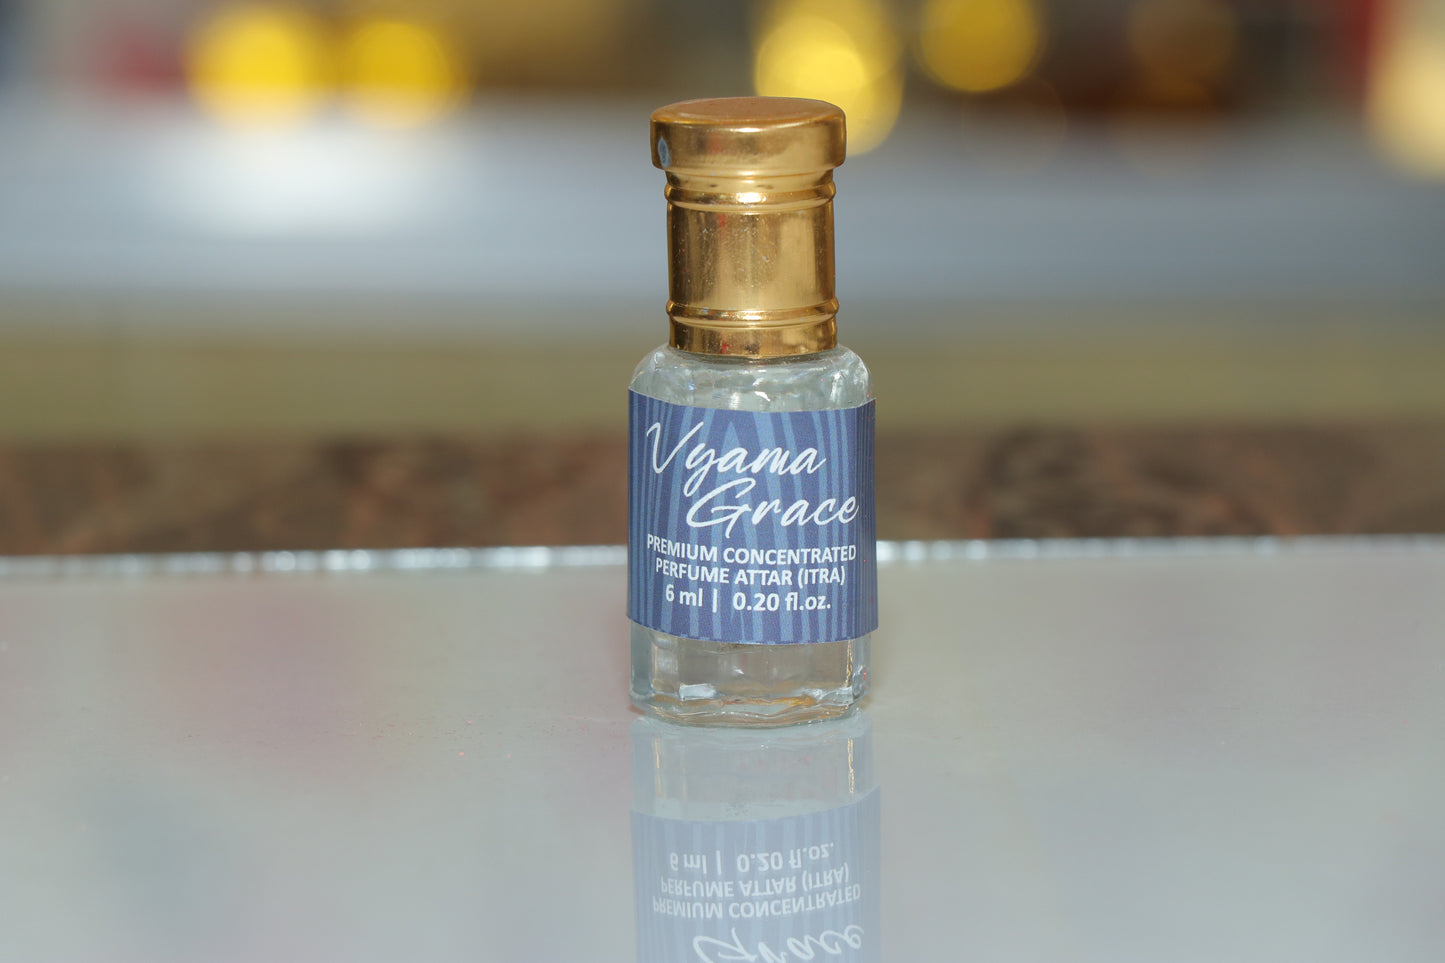 Vyama
Grace
PREMIUM CONCENTRATED
PERFUME ATTAR (ITRA)
6 ml | 0.20 fl.oz.